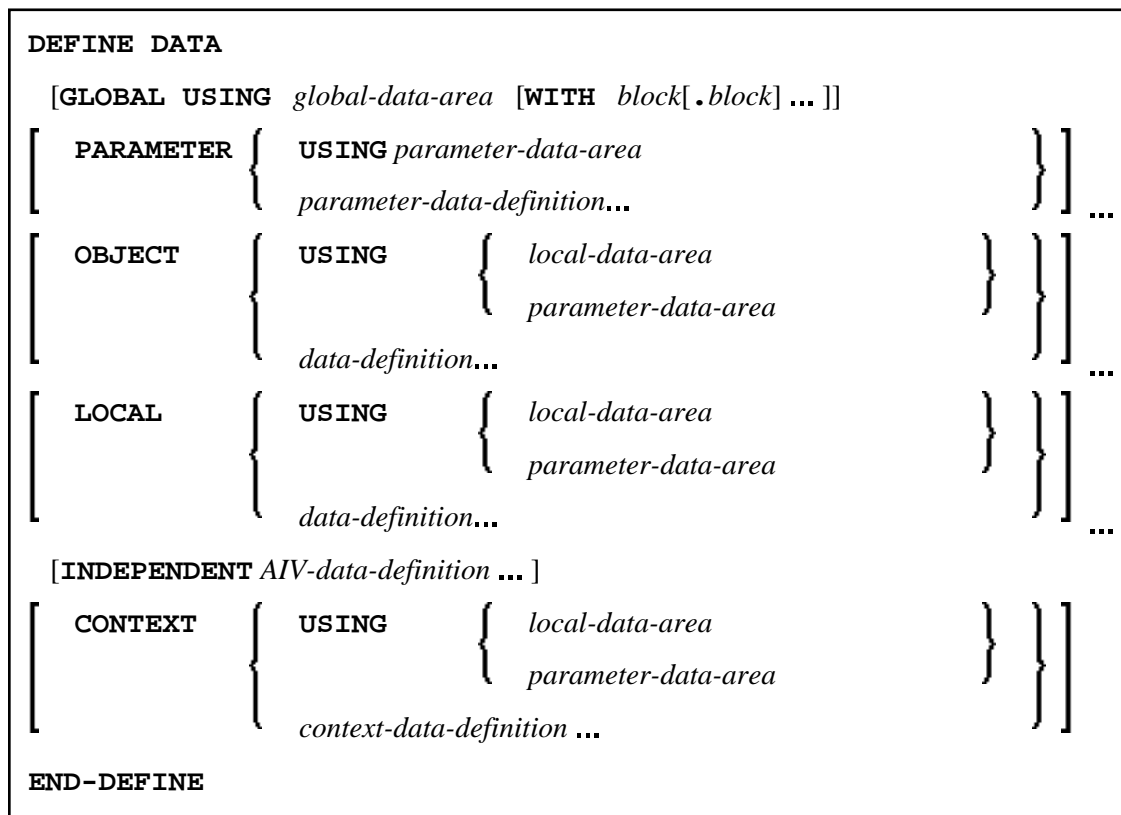 DEFINE DATA
[GLOBAL USING global-data-area [WITH block[.block] ... ]]
[ PARAMETER { USING parameter-data-area
parameter-data-definition... } ] ...
[ OBJECT { USING { local-data-area
parameter-data-area }
data-definition... } ] ...
[ LOCAL { USING { local-data-area
parameter-data-area }
data-definition... } ] ...
[INDEPENDENT AIV-data-definition ... ]
[ CONTEXT { USING { local-data-area
parameter-data-area }
context-data-definition ... } ]
END-DEFINE